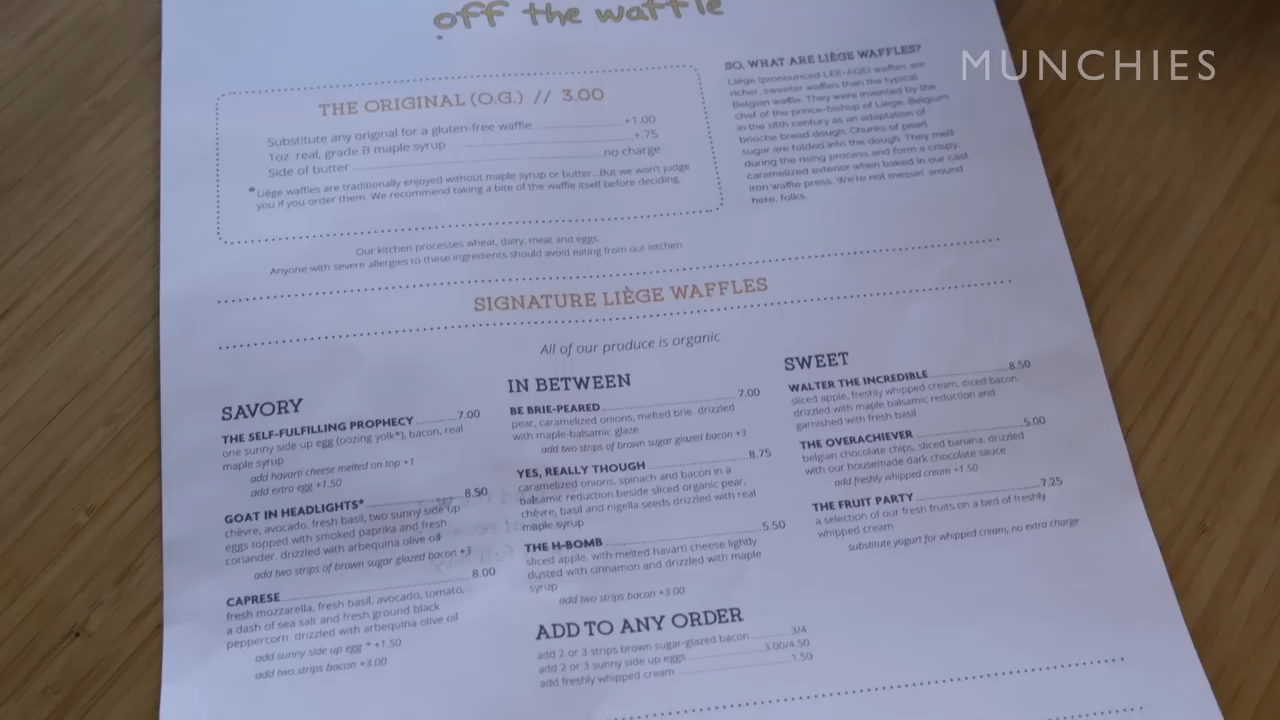 off the waffle
MUNCHIES
THE ORIGINAL (O.G.) // 3.00
Substitute any original for a gluten-free waffle +1.00
1oz real, grade B maple syrup +.75
Side of butter no charge
*Liège waffles are traditionally enjoyed without maple syrup or butter...But we won't judge
you if you order them. We recommend taking a bite of the waffle itself before deciding.
SO, WHAT ARE LIÈGE WAFFLES?
Liège (pronounced LEE-AGE) waffles are
richer, sweeter waffles than the typical
Belgian waffle. They were invented by the
chef of the prince-bishop of Liege, Belgium
in the 18th century as an adaptation of
brioche bread dough. Chunks of pearl
sugar are folded into the dough. They melt
during the rising process and form a crispy,
caramelized exterior when baked in our cast
iron waffle press. We're not messin' around
here, folks.
Our kitchen processes wheat, dairy, meat and eggs.
Anyone with severe allergies to these ingredients should avoid eating from our kitchen.
SIGNATURE LIÈGE WAFFLES
All of our produce is organic
SAVORY
THE SELF-FULFILLING PROPHECY 7.00
one sunny side up egg (oozing yolk*), bacon, real
maple syrup
add havarti cheese melted on top +1
add extra egg +1.50
GOAT IN HEADLIGHTS* 8.50
chèvre, avocado, fresh basil, two sunny side up
eggs topped with smoked paprika and fresh
coriander. drizzled with arbequina olive oil
add two strips of brown sugar glazed bacon +3
CAPRESE 8.00
fresh mozzarella, fresh basil, avocado, tomato,
a dash of sea salt and fresh ground black
peppercorn. drizzled with arbequina olive oil
add sunny side up egg * +1.50
add two strips bacon +3.00
IN BETWEEN
BE BRIE-PEARED 7.00
pear, caramelized onions, melted brie. drizzled
with maple-balsamic glaze
add two strips of brown sugar glazed bacon +3
YES, REALLY THOUGH 8.75
caramelized onions, spinach and bacon in a
balsamic reduction beside sliced organic pear,
chèvre, basil and nigella seeds drizzled with real
maple syrup
THE H-BOMB 5.50
sliced apple, with melted havarti cheese lightly
dusted with cinnamon and drizzled with maple
syrup
add two strips bacon +3.00
ADD TO ANY ORDER
add 2 or 3 strips brown sugar-glazed bacon 3/4
add 2 or 3 sunny side up eggs 3.00/4.50
add freshly whipped cream 1.50
SWEET
WALTER THE INCREDIBLE 8.50
sliced apple, freshly whipped cream, diced bacon,
drizzled with maple balsamic reduction and
garnished with fresh basil
THE OVERACHIEVER 5.00
belgian chocolate chips, sliced banana. drizzled
with our housemade dark chocolate sauce
add freshly whipped cream +1.50
THE FRUIT PARTY 7.25
a selection of our fresh fruits on a bed of freshly
whipped cream
substitute yogurt for whipped cream, no extra charge